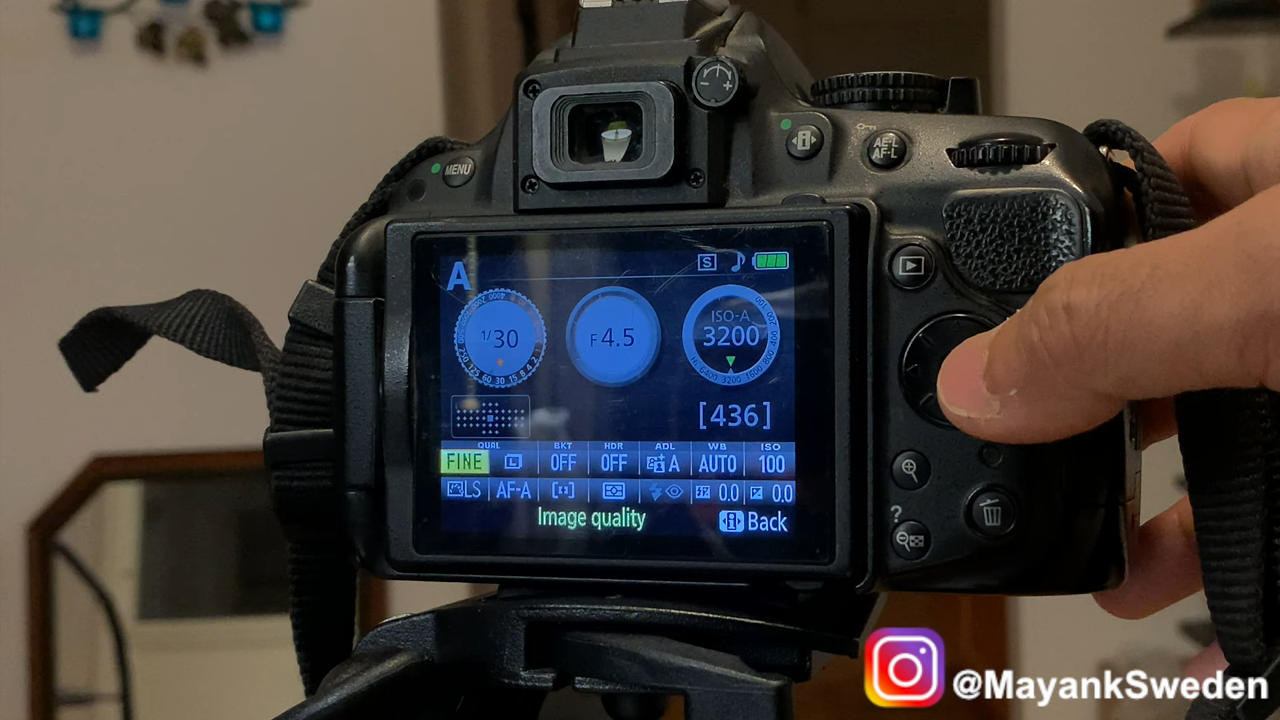 MENU
AE-L
AF-L
A
S
1/30
F4.5
ISO-A
3200
[436]
QUAL BKT HDR ADL WB ISO
FINE L OFF OFF A AUTO 100
LS AF-A 0.0 0.0
Image quality
i Back
?
@MayankSweden